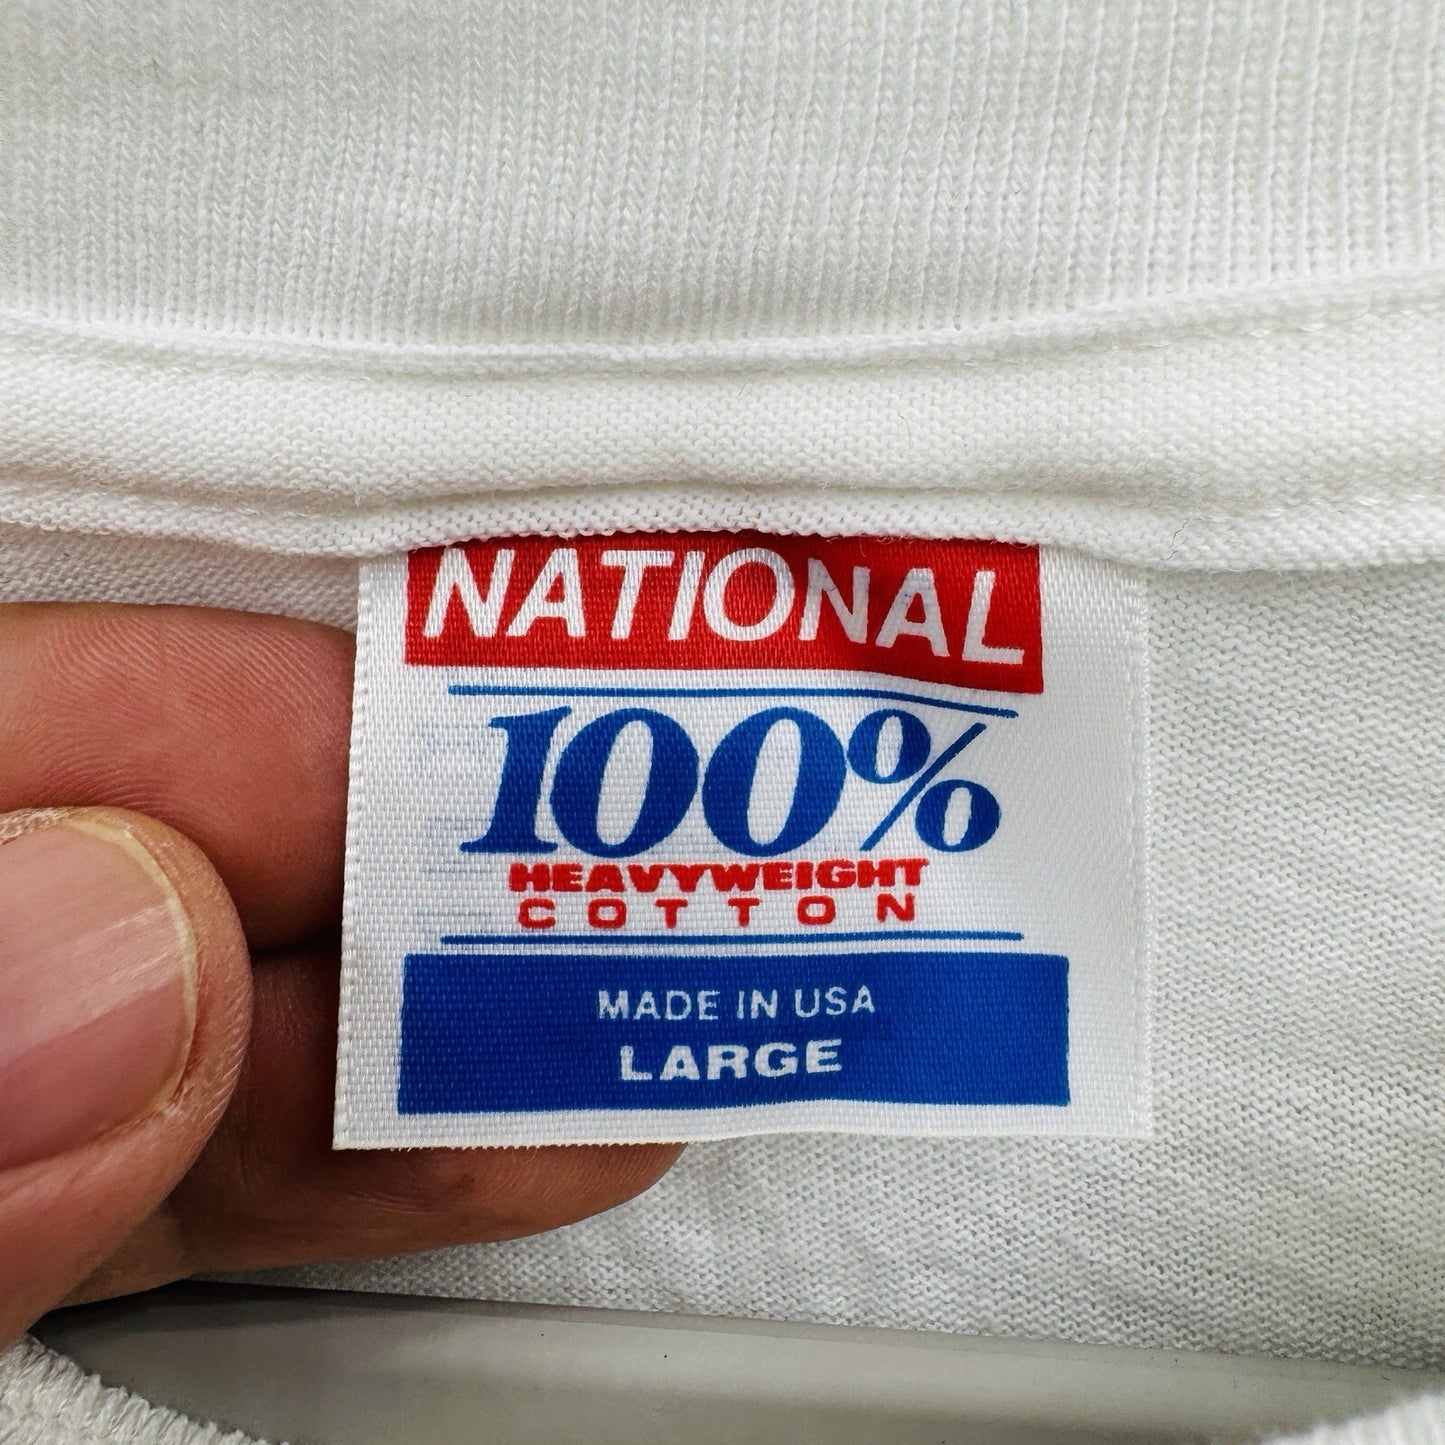 NATIONAL
100%
HEAVYWEIGHT
COTTON
MADE IN USA
LARGE